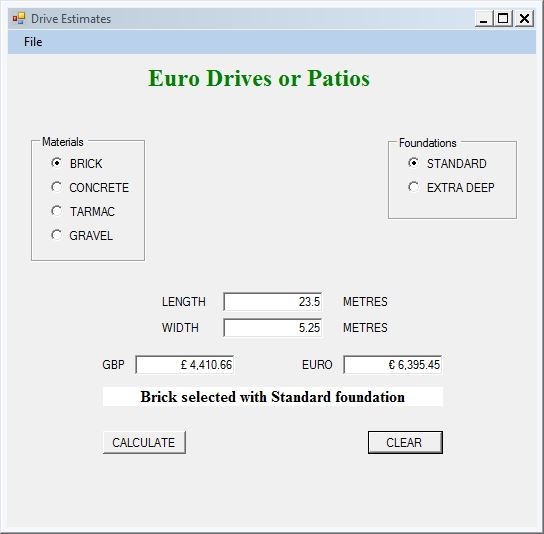 Drive Estimates
File
Euro Drives or Patios
Materials
BRICK
CONCRETE
TARMAC
GRAVEL
Foundations
STANDARD
EXTRA DEEP
LENGTH 23.5 METRES
WIDTH 5.25 METRES
GBP £ 4,410.66 EURO € 6,395.45
Brick selected with Standard foundation
CALCULATE CLEAR